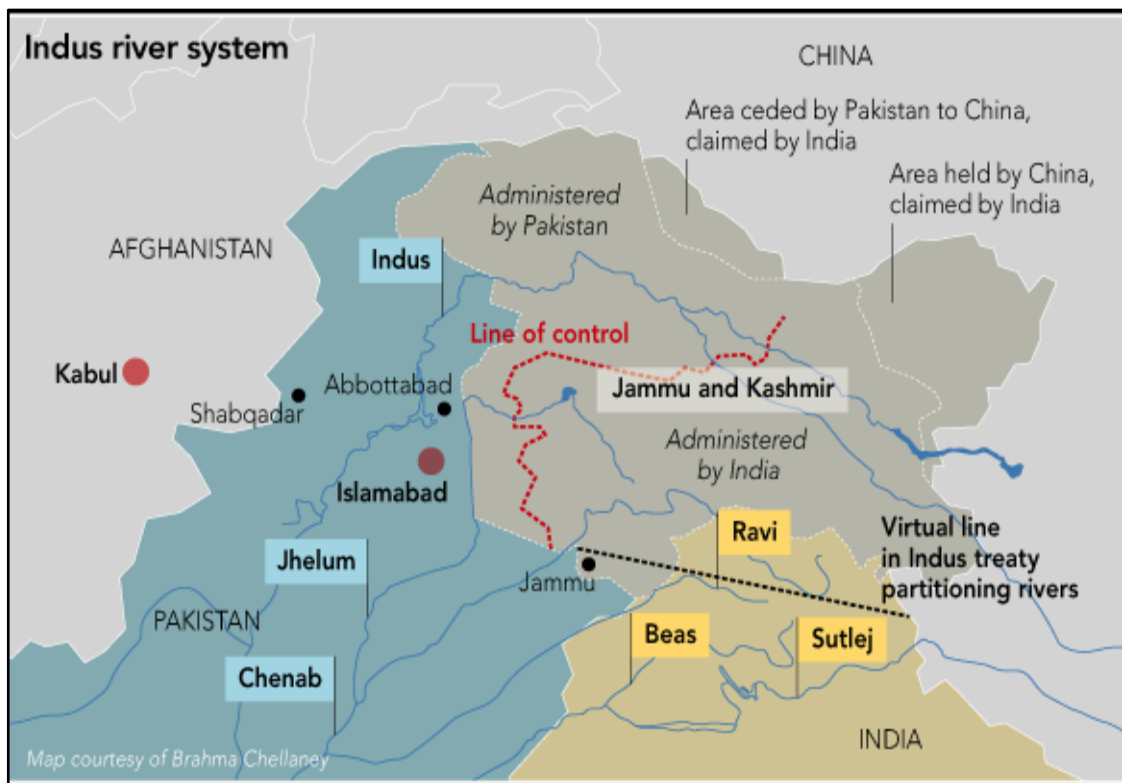 Indus river system
CHINA
Area ceded by Pakistan to China,
claimed by India
Area held by China,
claimed by India
Administered
by Pakistan
AFGHANISTAN
Indus
Line of control
Kabul
Abbottabad
Shabqadar
Jammu and Kashmir
Administered
by India
Islamabad
Ravi
Virtual line
in Indus treaty
partitioning rivers
Jhelum
Jammu
PAKISTAN
Beas
Sutlej
Chenab
INDIA
Map courtesy of Brahma Chellaney